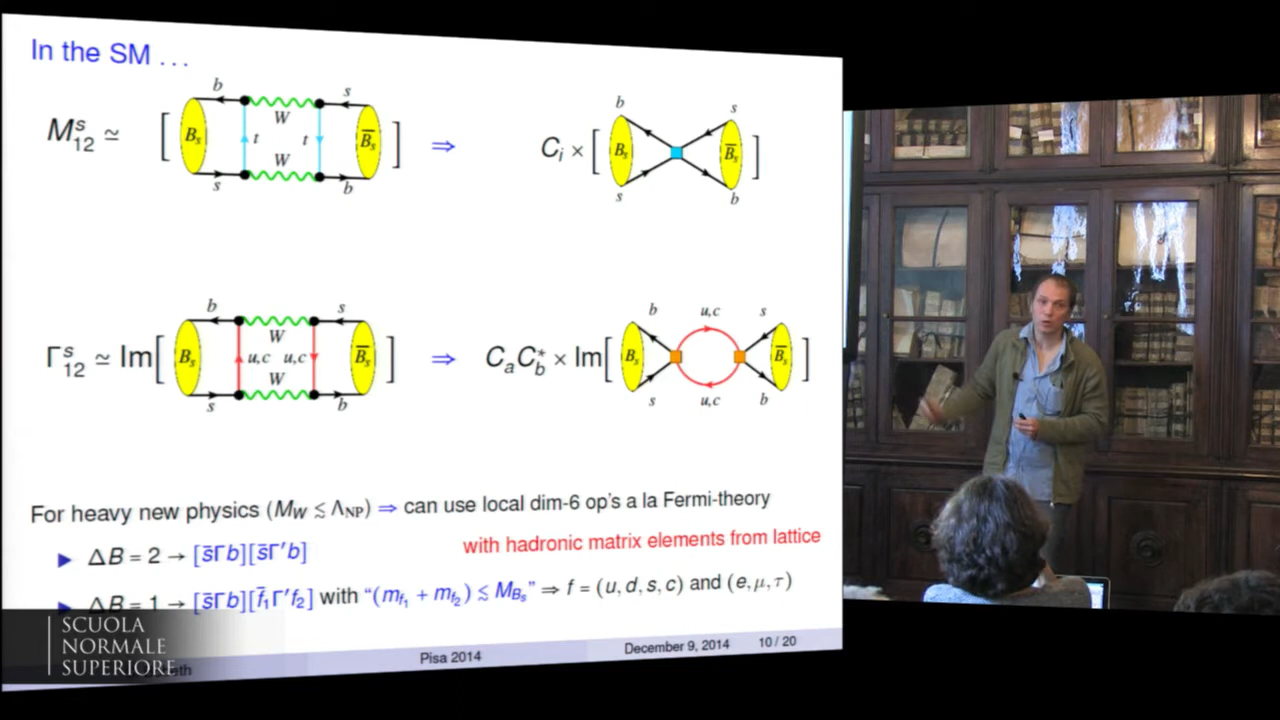 In the SM …
M₁₂ˢ ≃ [ Bₛ b s W W t t s b B̄ₛ ] ⇒ Cᵢ × [ b s Bₛ B̄ₛ s b ]
Γ₁₂ˢ ≃ Im[ Bₛ b s W W u,c u,c s b B̄ₛ ] ⇒ CₐC_b* × Im[ b u,c s Bₛ B̄ₛ s u,c b ]
For heavy new physics (M_W ≲ Λ_NP) ⇒ can use local dim-6 op's a la Fermi-theory
with hadronic matrix elements from lattice
► ΔB = 2 → [s̄Γb][s̄Γ′b]
► ΔB = 1 → [s̄Γb][f̄₁Γ′f₂] with “(m_f₁ + m_f₂) ≲ M_Bₛ” ⇒ f = (u, d, s, c) and (e, μ, τ)
Pisa 2014 December 9, 2014 10 / 20
SCUOLA
NORMALE
SUPERIORE